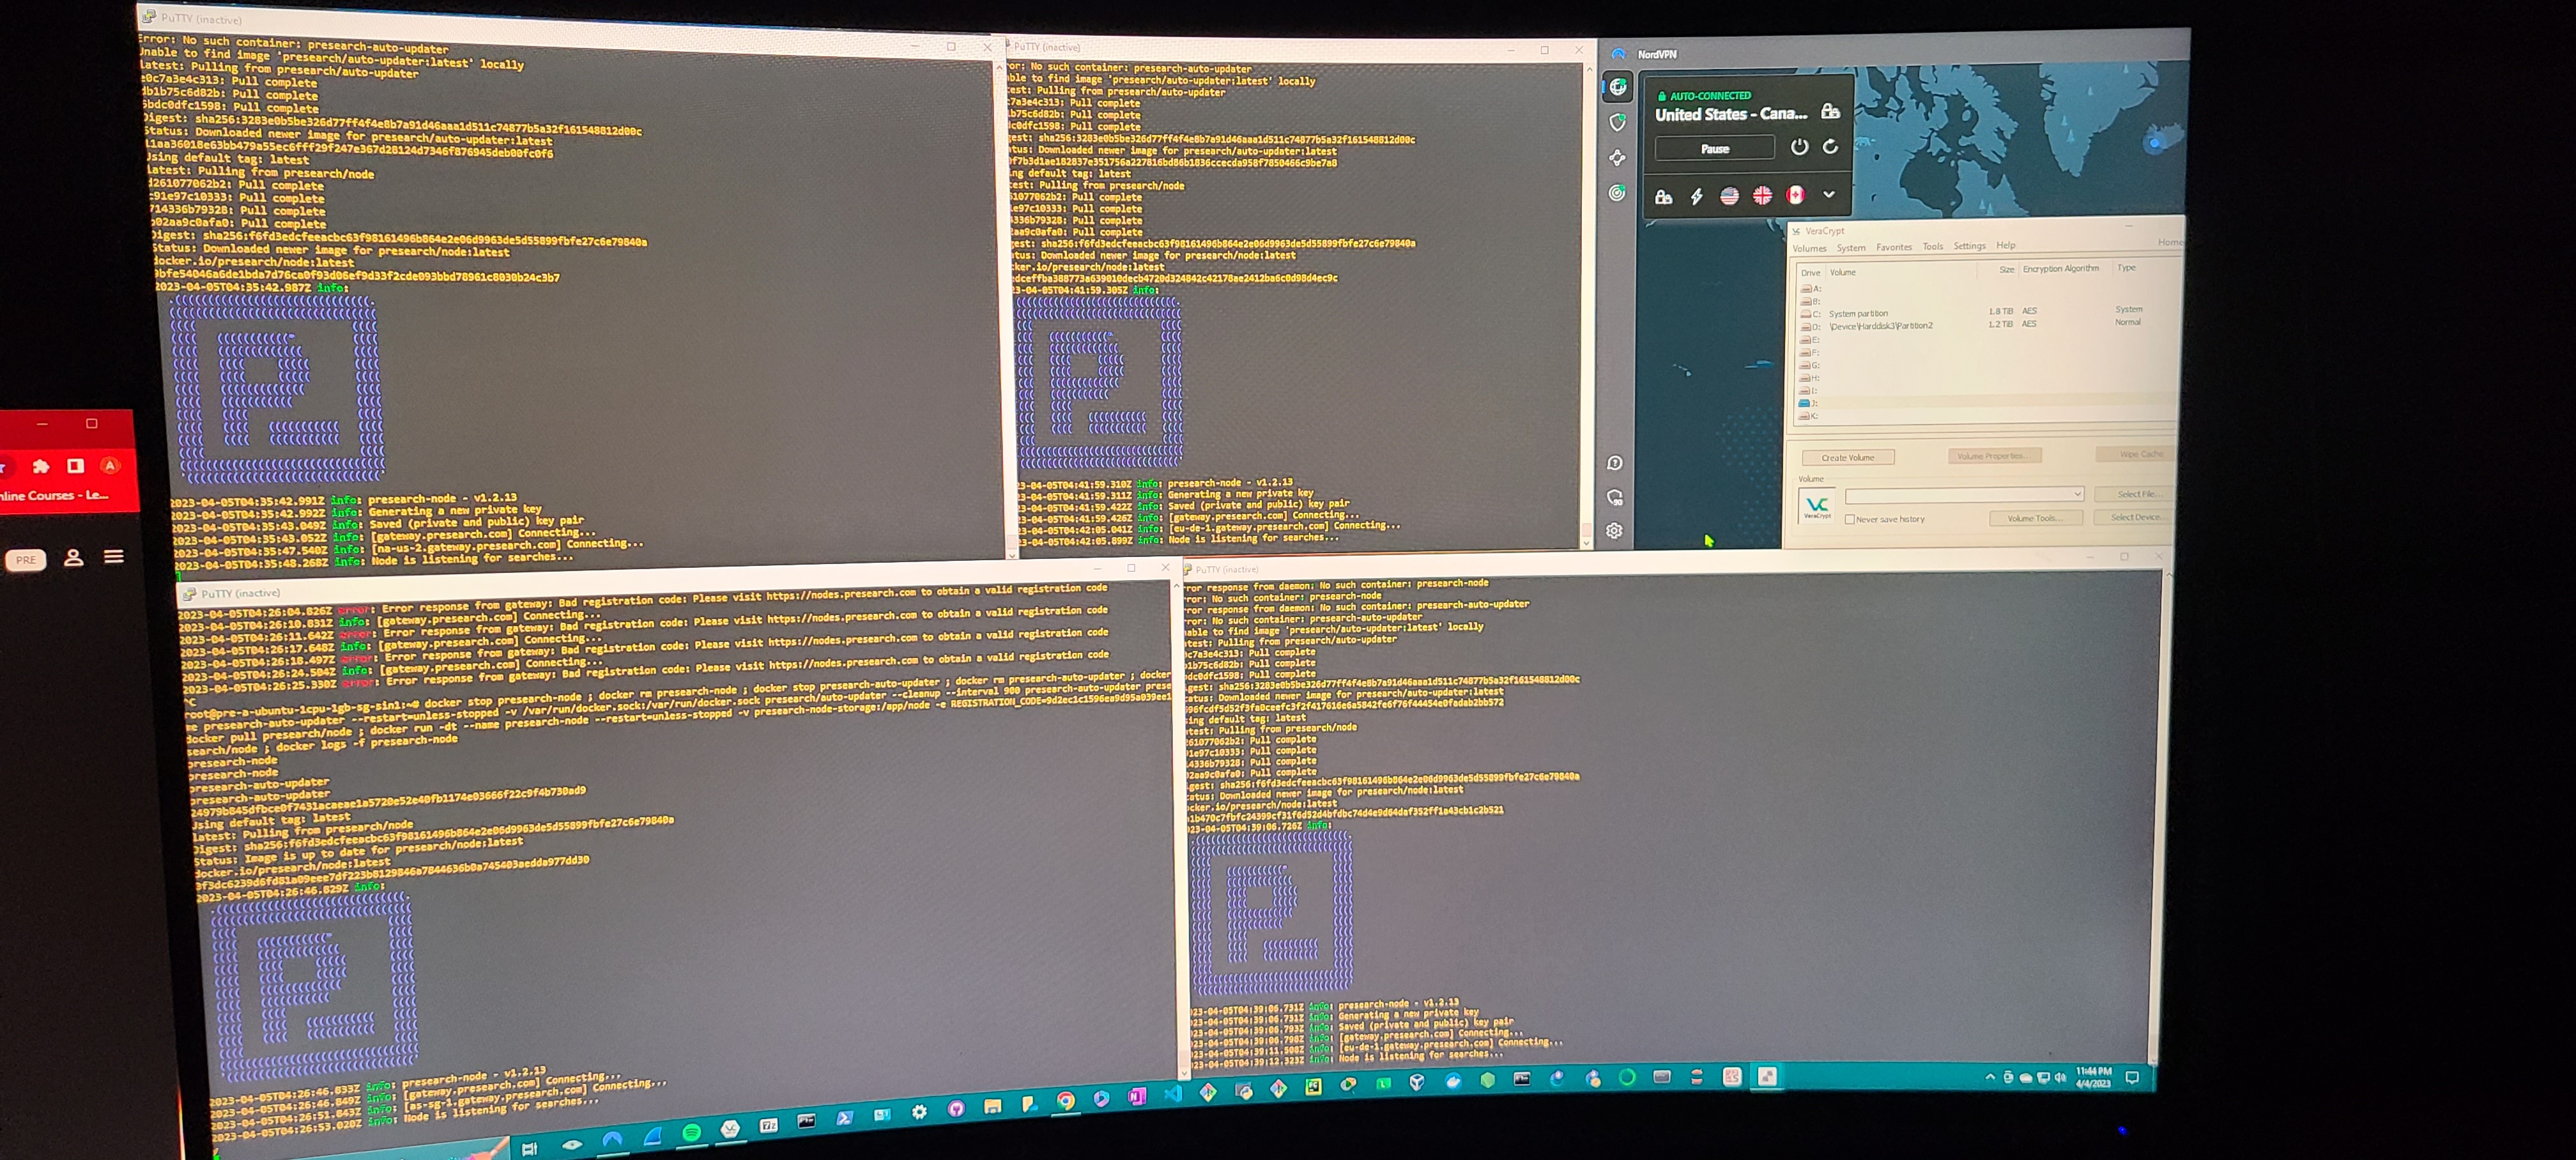 PuTTY (inactive)
Error: No such container: presearch-auto-updater
Unable to find image 'presearch/auto-updater:latest' locally
latest: Pulling from presearch/auto-updater
e0c7a3e4c313: Pull complete
db1b75c6d82b: Pull complete
5bdc0dfc1598: Pull complete
Digest: sha256:3283e0b5be326d77ff4f4e8b7a91d46aaa1d511c74877b5a32f161548812d00c
Status: Downloaded newer image for presearch/auto-updater:latest
Using default tag: latest
latest: Pulling from presearch/node
261077062b2: Pull complete
91e97c10333: Pull complete
714336b79328: Pull complete
02aa9c0afa0: Pull complete
Digest: sha256:f6fd3edcfeeacbc63f98161496b864e2e06d9963de5d55899fbfe27c6e79840a
Status: Downloaded newer image for presearch/node:latest
docker.io/presearch/node:latest
2023-04-05T04:35:42.987Z info:
2023-04-05T04:35:42.991Z info: presearch-node - v1.2.13
2023-04-05T04:35:42.992Z info: Generating a new private key
2023-04-05T04:35:43.049Z info: Saved (private and public) key pair
2023-04-05T04:35:43.052Z info: [gateway.presearch.com] Connecting...
2023-04-05T04:35:47.540Z info: [na-us-2.gateway.presearch.com] Connecting...
2023-04-05T04:35:48.268Z info: Node is listening for searches...
PuTTY (inactive)
ror: No such container: presearch-auto-updater
able to find image 'presearch/auto-updater:latest' locally
test: Pulling from presearch/auto-updater
c7a3e4c313: Pull complete
b75c6d82b: Pull complete
c0dfc1598: Pull complete
gest: sha256:3283e0b5be326d77ff4f4e8b7a91d46aaa1d511c74877b5a32f161548812d00c
tus: Downloaded newer image for presearch/auto-updater:latest
ing default tag: latest
test: Pulling from presearch/node
61077062b2: Pull complete
1e97c10333: Pull complete
4336b79328: Pull complete
2aa9c0afa0: Pull complete
gest: sha256:f6fd3edcfeeacbc63f98161496b864e2e06d9963de5d55899fbfe27c6e79840a
tus: Downloaded newer image for presearch/node:latest
cker.io/presearch/node:latest
23-04-05T04:41:59.305Z info:
23-04-05T04:41:59.310Z info: presearch-node - v1.2.13
23-04-05T04:41:59.311Z info: Generating a new private key
23-04-05T04:41:59.422Z info: Saved (private and public) key pair
23-04-05T04:41:59.426Z info: [gateway.presearch.com] Connecting...
23-04-05T04:42:05.041Z info: [eu-de-1.gateway.presearch.com] Connecting...
23-04-05T04:42:05.899Z info: Node is listening for searches...
NordVPN
AUTO-CONNECTED
United States - Cana...
Pause
VeraCrypt
Volumes System Favorites Tools Settings Help Home
Drive Volume Size Encryption Algorithm Type
A:
B:
C: System partition 1.8 TiB AES System
D: \Device\Harddisk3\Partition2 1.2 TiB AES Normal
E:
F:
G:
H:
I:
J:
K:
Create Volume Volume Properties... Wipe Cache
Volume
VeraCrypt
Select File...
Never save history Volume Tools... Select Device...
nline Courses - Le...
A
PRE
PuTTY (inactive)
2023-04-05T04:26:04.826Z error: Error response from gateway: Bad registration code: Please visit https://nodes.presearch.com to obtain a valid registration code
2023-04-05T04:26:10.831Z info: [gateway.presearch.com] Connecting...
2023-04-05T04:26:11.642Z error: Error response from gateway: Bad registration code: Please visit https://nodes.presearch.com to obtain a valid registration code
2023-04-05T04:26:17.648Z info: [gateway.presearch.com] Connecting...
2023-04-05T04:26:18.497Z error: Error response from gateway: Bad registration code: Please visit https://nodes.presearch.com to obtain a valid registration code
2023-04-05T04:26:24.504Z info: [gateway.presearch.com] Connecting...
2023-04-05T04:26:25.330Z error: Error response from gateway: Bad registration code: Please visit https://nodes.presearch.com to obtain a valid registration code
^C
root@pre-a-ubuntu-1cpu-1gb-sg-sin1:~# docker stop presearch-node ; docker rm presearch-node ; docker stop presearch-auto-updater ; docker rm presearch-auto-updater ; docker
me presearch-auto-updater --restart=unless-stopped -v /var/run/docker.sock:/var/run/docker.sock presearch/auto-updater --cleanup --interval 900 presearch-auto-updater prese
docker pull presearch/node ; docker run -dt --name presearch-node --restart=unless-stopped -v presearch-node-storage:/app/node -e REGISTRATION_CODE=9d2ec1c1596ea9d95a039ee1
search/node ; docker logs -f presearch-node
presearch-node
presearch-node
presearch-auto-updater
presearch-auto-updater
Using default tag: latest
latest: Pulling from presearch/node
Digest: sha256:f6fd3edcfeeacbc63f98161496b864e2e06d9963de5d55899fbfe27c6e79840a
Status: Image is up to date for presearch/node:latest
docker.io/presearch/node:latest
2023-04-05T04:26:46.829Z info:
2023-04-05T04:26:46.833Z info: presearch-node - v1.2.13
2023-04-05T04:26:46.849Z info: [gateway.presearch.com] Connecting...
2023-04-05T04:26:51.843Z info: [as-sg-1.gateway.presearch.com] Connecting...
2023-04-05T04:26:53.020Z info: Node is listening for searches...
PuTTY (inactive)
ror response from daemon: No such container: presearch-node
ror: No such container: presearch-node
ror response from daemon: No such container: presearch-auto-updater
ror: No such container: presearch-auto-updater
able to find image 'presearch/auto-updater:latest' locally
test: Pulling from presearch/auto-updater
c7a3e4c313: Pull complete
1b75c6d82b: Pull complete
dc0dfc1598: Pull complete
gest: sha256:3283e0b5be326d77ff4f4e8b7a91d46aaa1d511c74877b5a32f161548812d00c
atus: Downloaded newer image for presearch/auto-updater:latest
ing default tag: latest
test: Pulling from presearch/node
61077062b2: Pull complete
1e97c10333: Pull complete
4336b79328: Pull complete
2aa9c0afa0: Pull complete
gest: sha256:f6fd3edcfeeacbc63f98161496b864e2e06d9963de5d55899fbfe27c6e79840a
atus: Downloaded newer image for presearch/node:latest
cker.io/presearch/node:latest
23-04-05T04:39:06.726Z info:
23-04-05T04:39:06.731Z info: presearch-node - v1.2.13
23-04-05T04:39:06.731Z info: Generating a new private key
23-04-05T04:39:06.793Z info: Saved (private and public) key pair
23-04-05T04:39:06.798Z info: [gateway.presearch.com] Connecting...
23-04-05T04:39:11.508Z info: [eu-de-1.gateway.presearch.com] Connecting...
23-04-05T04:39:12.323Z info: Node is listening for searches...
11:44 PM
4/4/2023